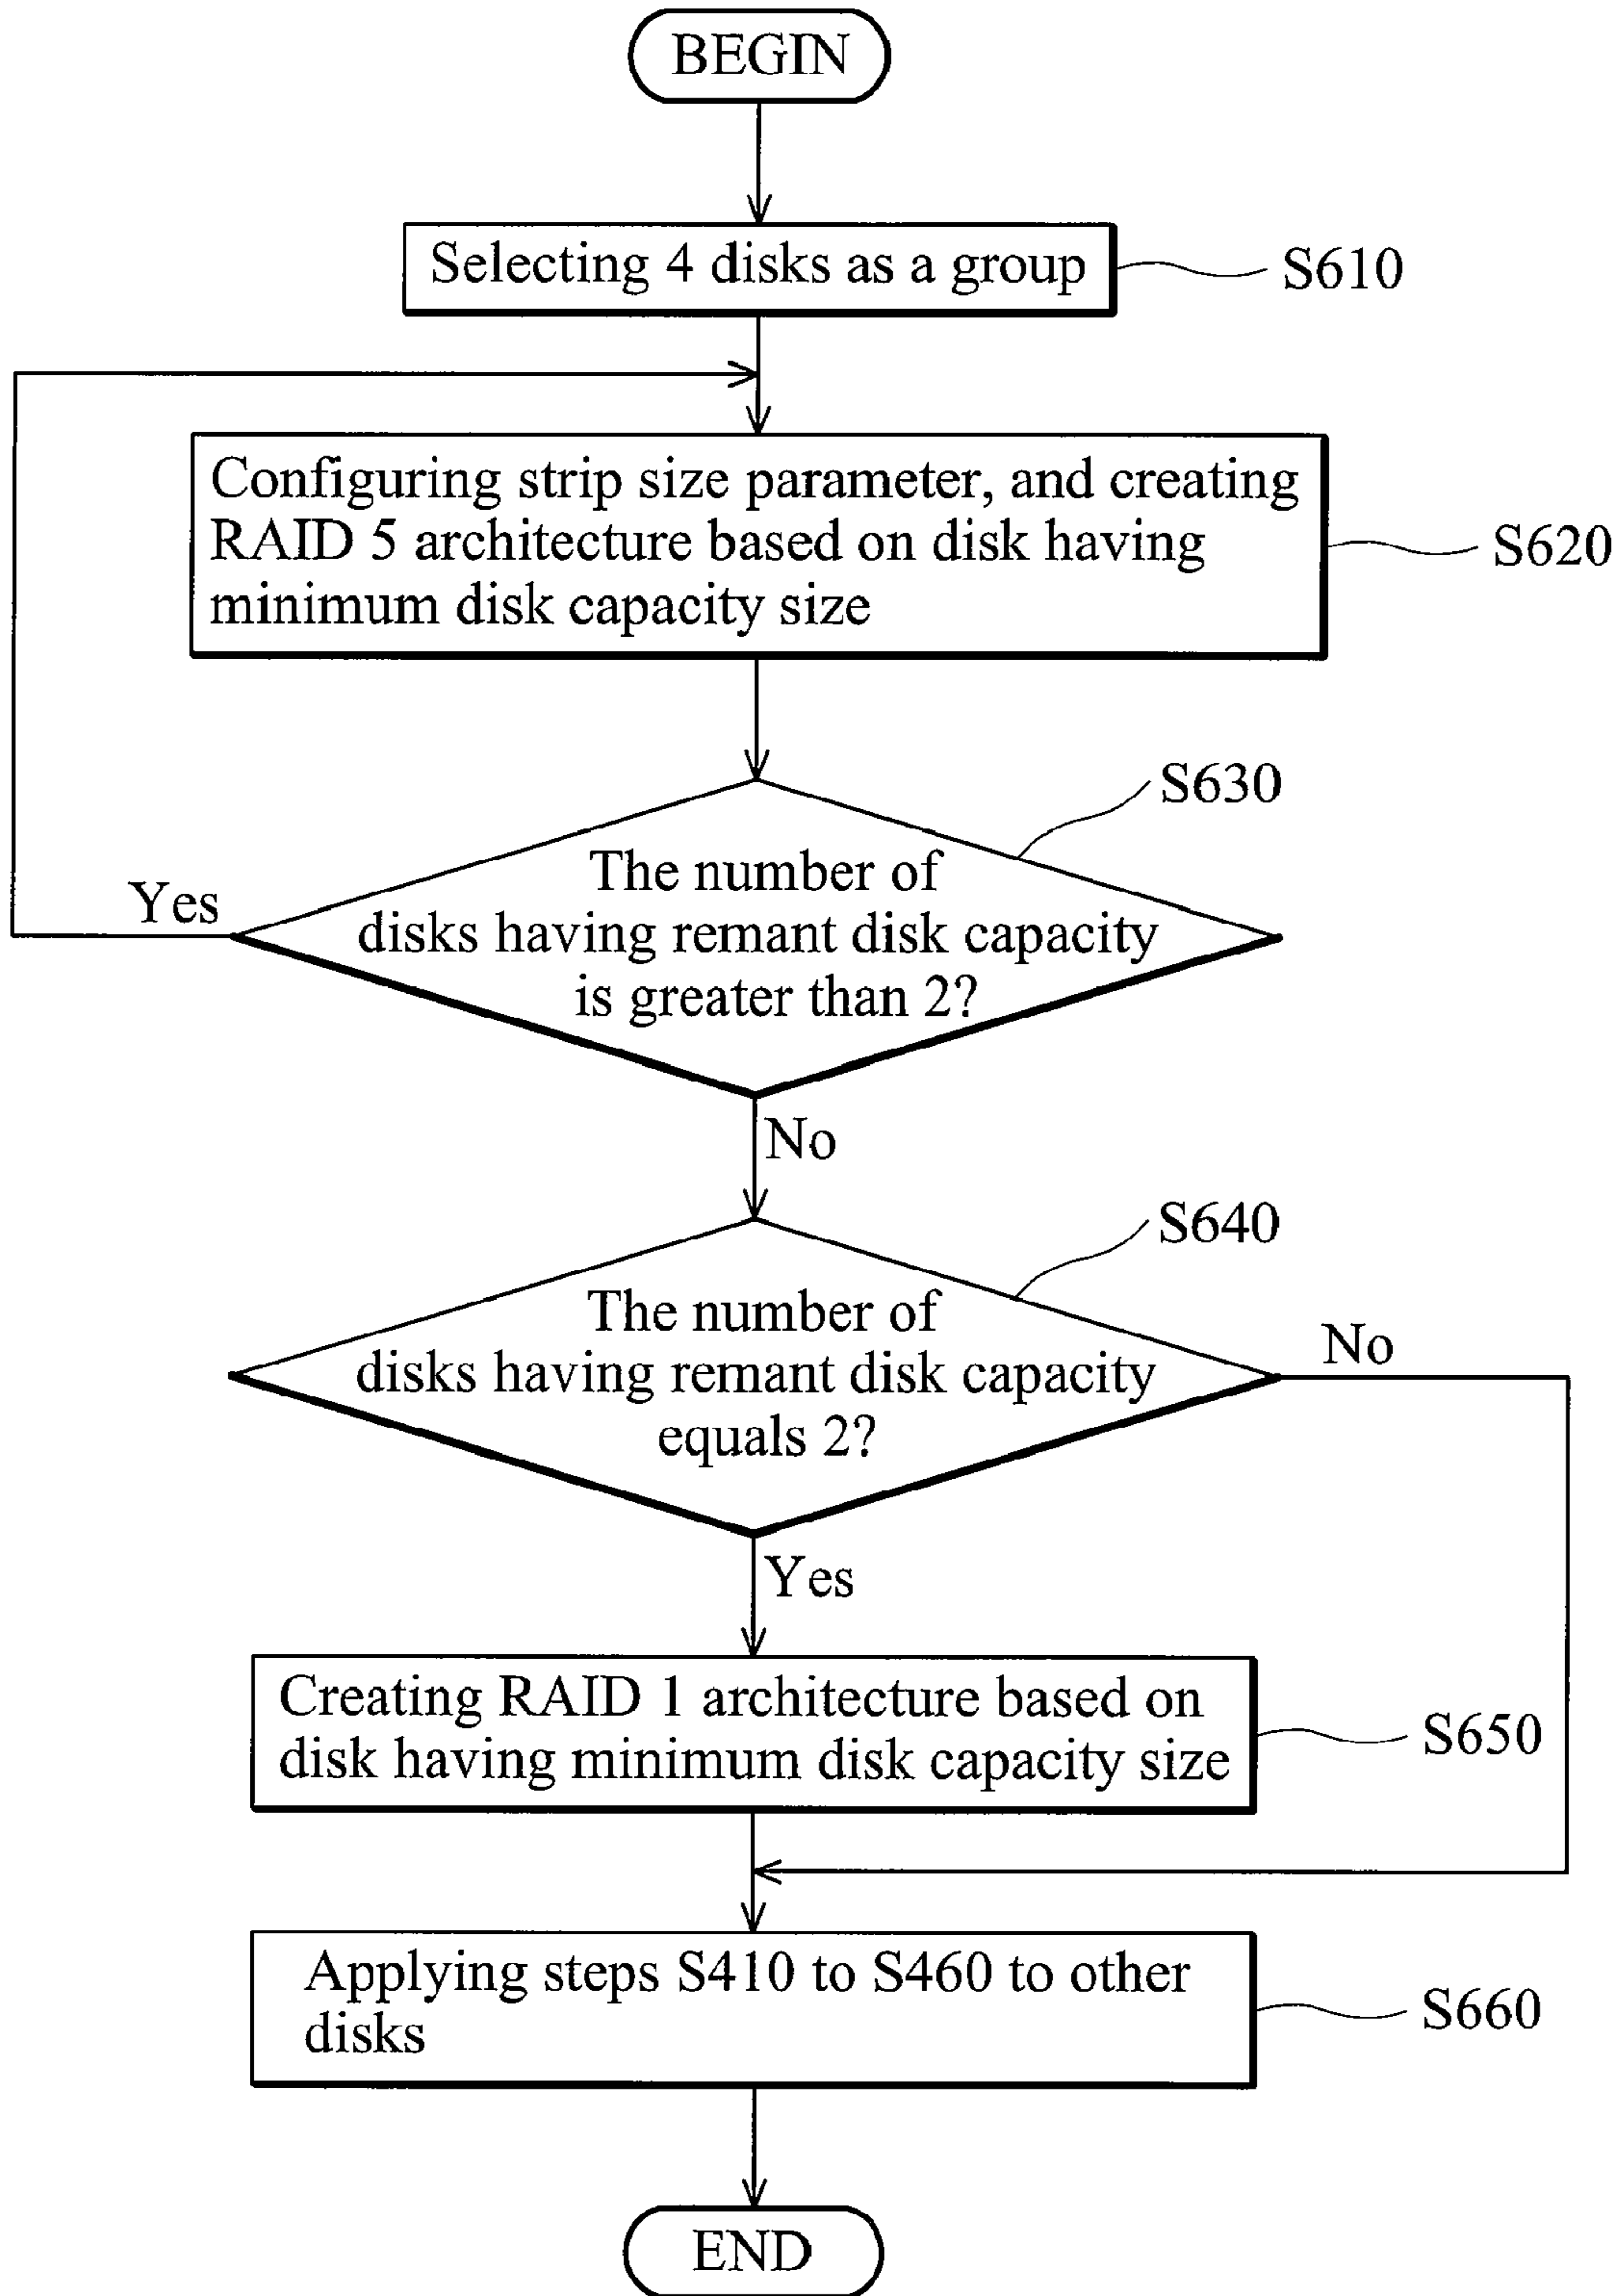 BEGIN
Selecting 4 disks as a group
S610
Configuring strip size parameter, and creating
RAID 5 architecture based on disk having
minimum disk capacity size
S620
S630
The number of
disks having remant disk capacity
is greater than 2?
Yes
No
S640
The number of
disks having remant disk capacity
equals 2?
No
Yes
Creating RAID 1 architecture based on
disk having minimum disk capacity size
S650
Applying steps S410 to S460 to other
disks
S660
END